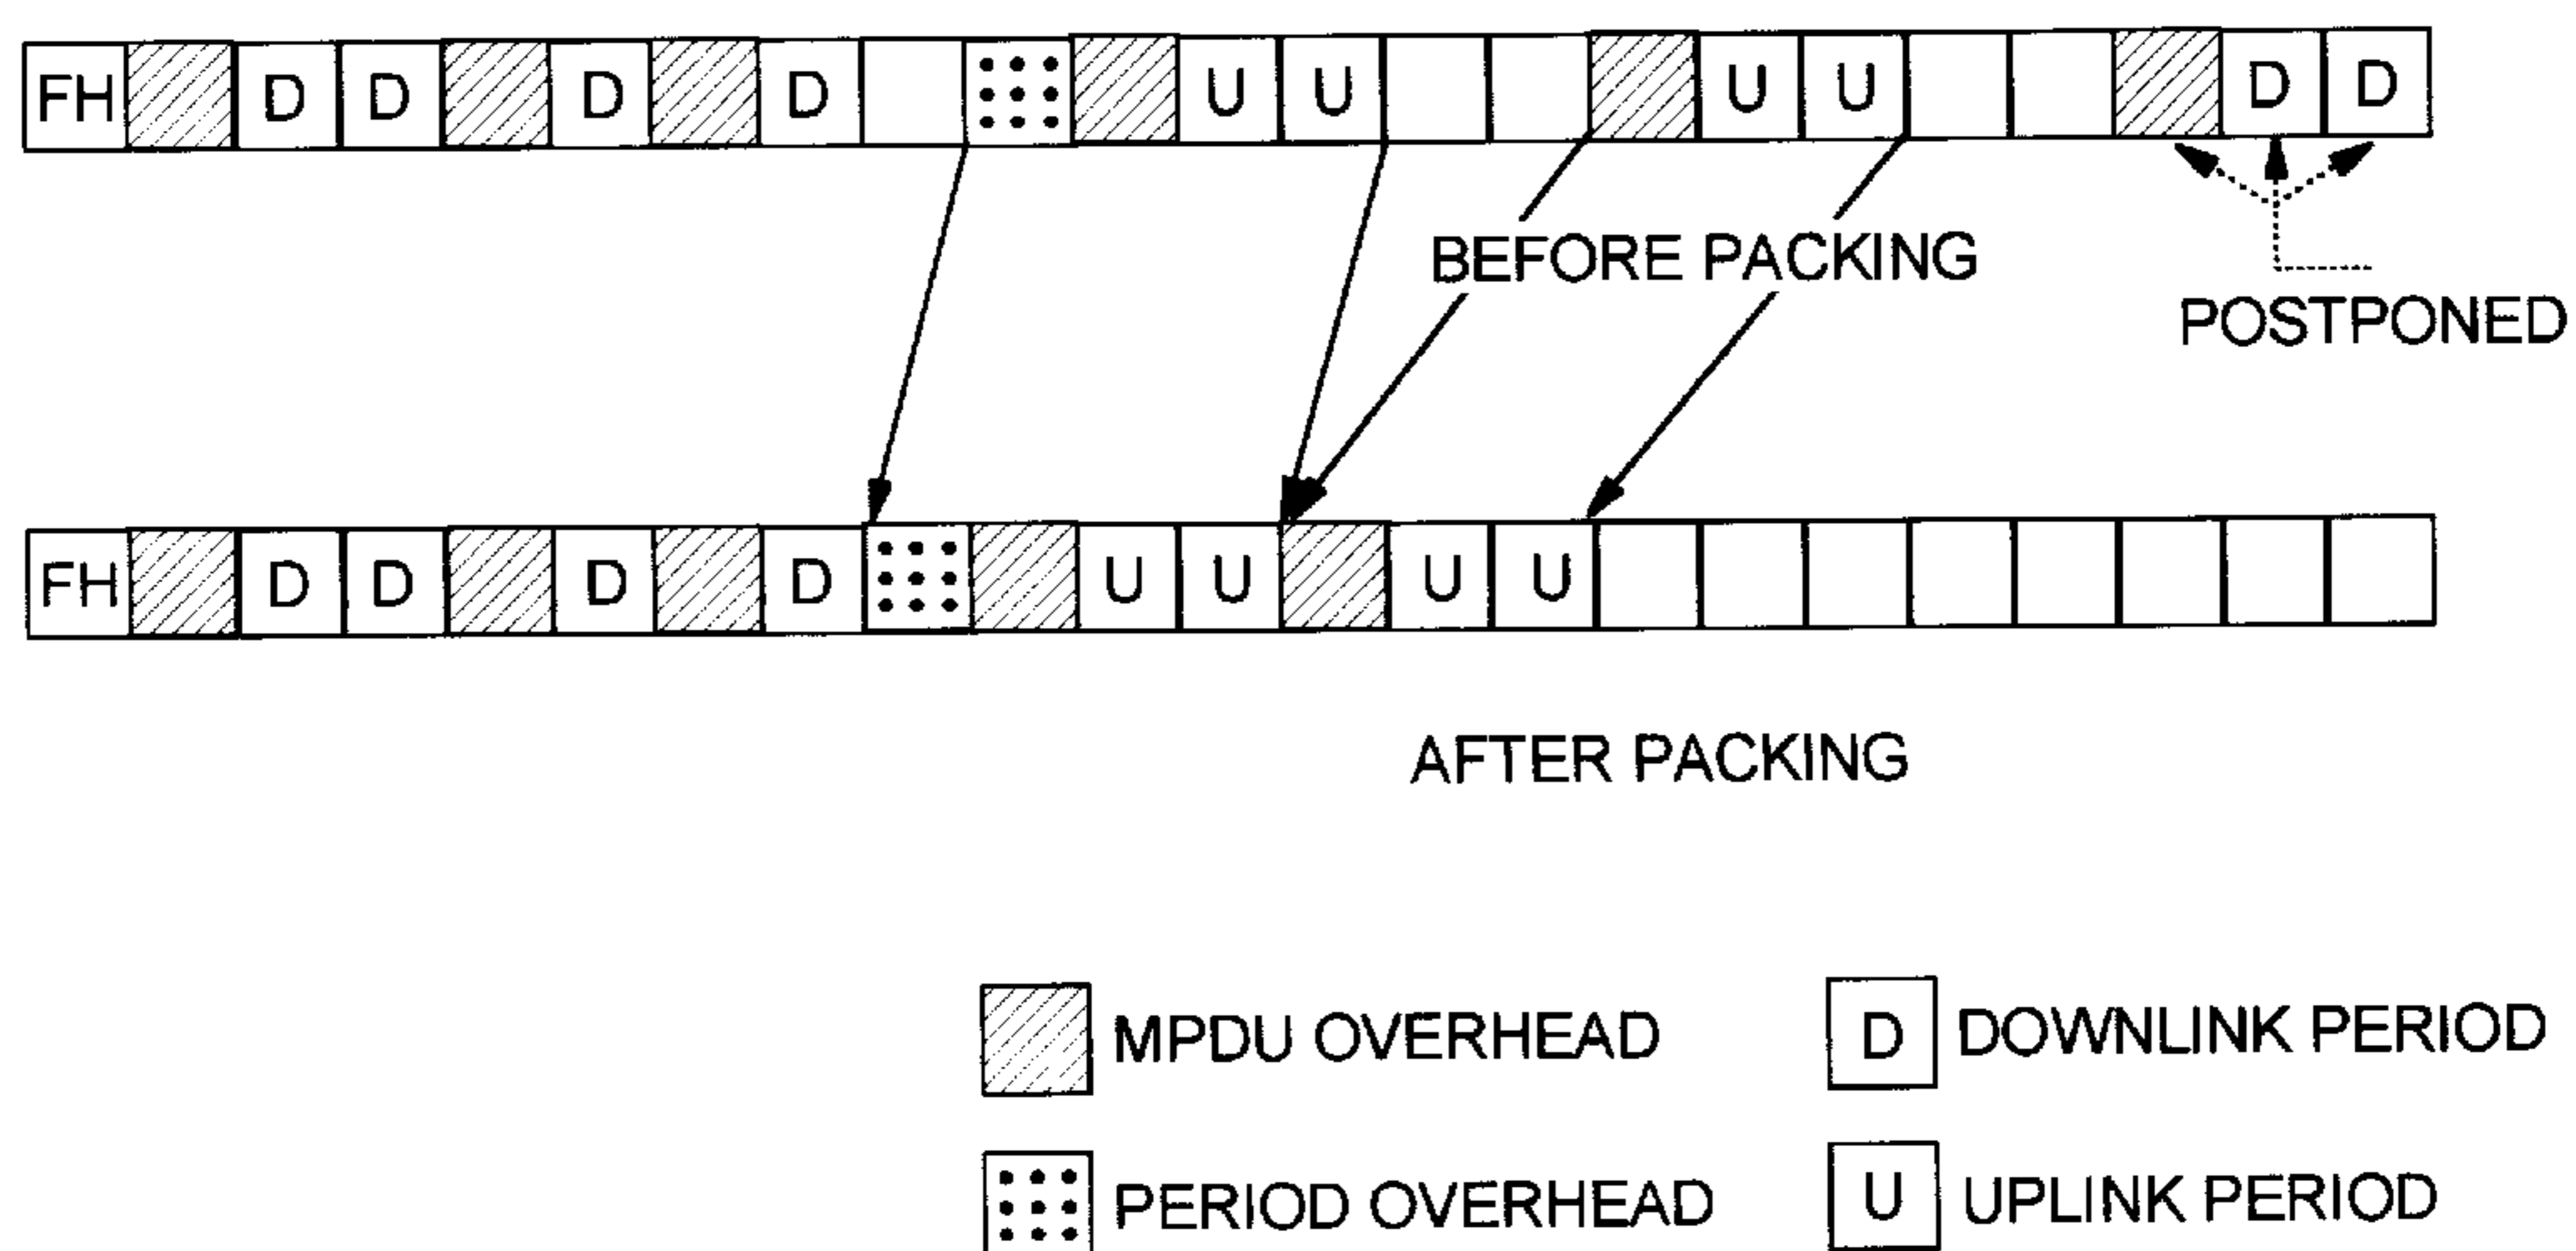 FH D D D D U U U U D D
BEFORE PACKING
POSTPONED
FH D D D D U U U U
AFTER PACKING
MPDU OVERHEAD D DOWNLINK PERIOD
PERIOD OVERHEAD U UPLINK PERIOD